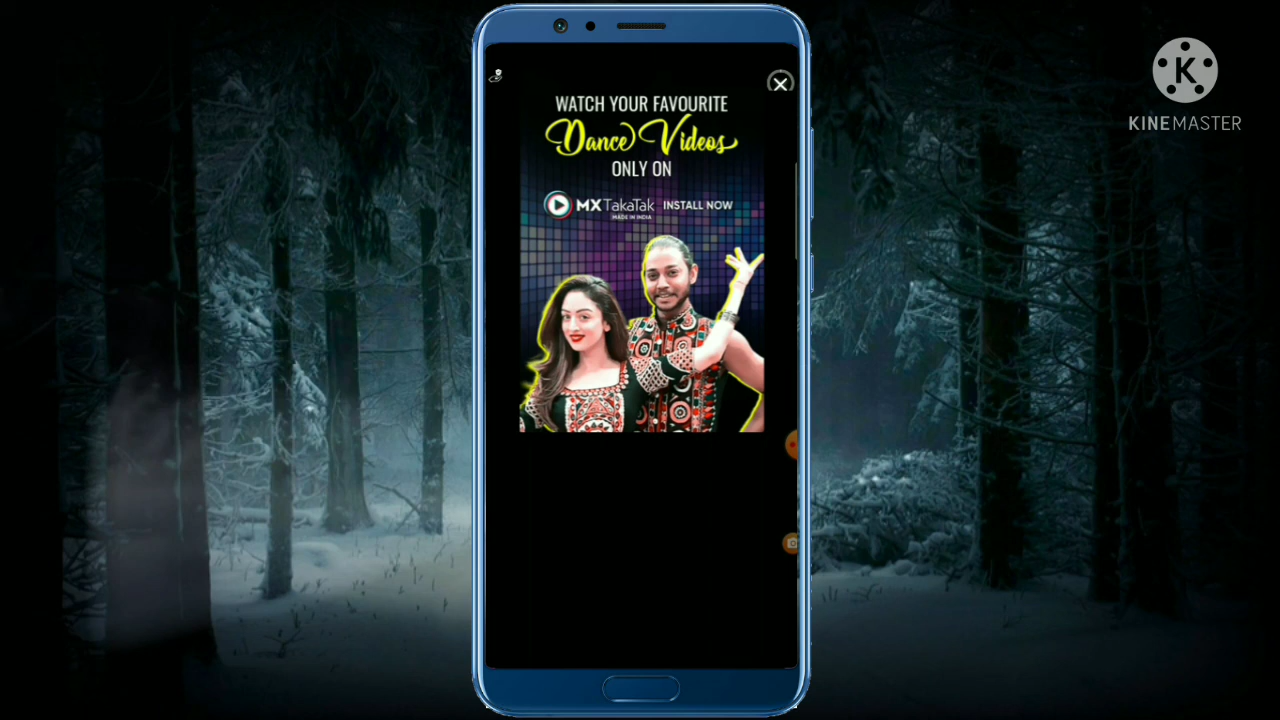 WATCH YOUR FAVOURITE
Dance Videos
ONLY ON
MX TakaTak INSTALL NOW
MADE IN INDIA
K
KINEMASTER